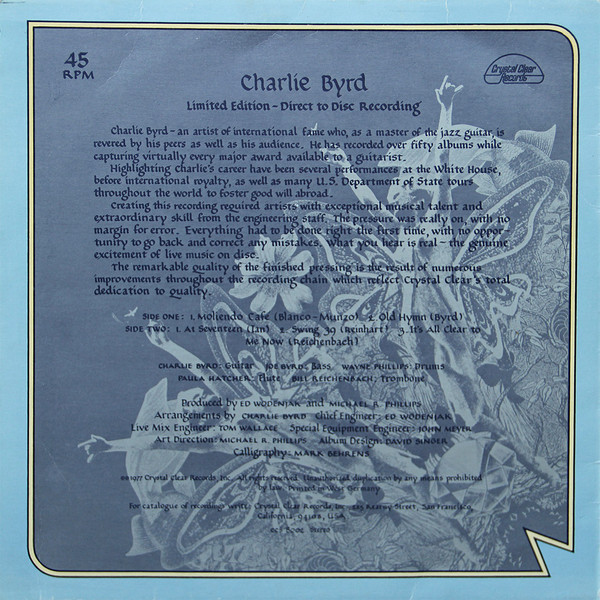 45
RPM
Crystal Clear
Records
Charlie Byrd
Limited Edition - Direct to Disc Recording
Charlie Byrd - an artist of international fame who, as a master of the jazz guitar, is
revered by his peers as well as his audience. He has recorded over fifty albums while
capturing virtually every major award available to a guitarist.
Highlighting Charlie's career have been several performances at the White House,
before international royalty, as well as many U.S. Department of State tours
throughout the world to foster good will abroad.
Creating this recording required artists with exceptional musical talent and
extraordinary skill from the engineering staff. The pressure was really on, with no
margin for error. Everything had to be done right the first time, with no oppor-
tunity to go back and correct any mistakes. What you hear is real - the genuine
excitement of live music on disc.
The remarkable quality of the finished pressing is the result of numerous
improvements throughout the recording chain which reflect Crystal Clear's total
dedication to quality.
SIDE ONE: 1. Moliendo Café (Blanco-Munzo) 2. Old Hymn (Byrd)
SIDE TWO: 1. At Seventeen (Ian) 2. Swing 39 (Reinhart) 3. It's All Clear to
Me Now (Reichenbach)
CHARLIE BYRD: Guitar JOE BYRD: Bass WAYNE PHILLIPS: Drums
PAULA HATCHER: Flute BILL REICHENBACH: Trombone
Produced by ED WODENJAK and MICHAEL R. PHILLIPS
Arrangements by CHARLIE BYRD Chief Engineer: ED WODENJAK
Live Mix Engineer: TOM WALLACE Special Equipment Engineer: JOHN MEYER
Art Direction: MICHAEL R. PHILLIPS Album Design: DAVID SINDER
Calligraphy: MARK BEHRENS
©1977 Crystal Clear Records, Inc. All rights reserved. Unauthorized duplication by any means prohibited
by law. Printed in West Germany
For catalogue of recordings write: Crystal Clear Records, Inc. 225 Kearny Street, San Francisco,
California, 94108, USA
CCS 8002 Stereo